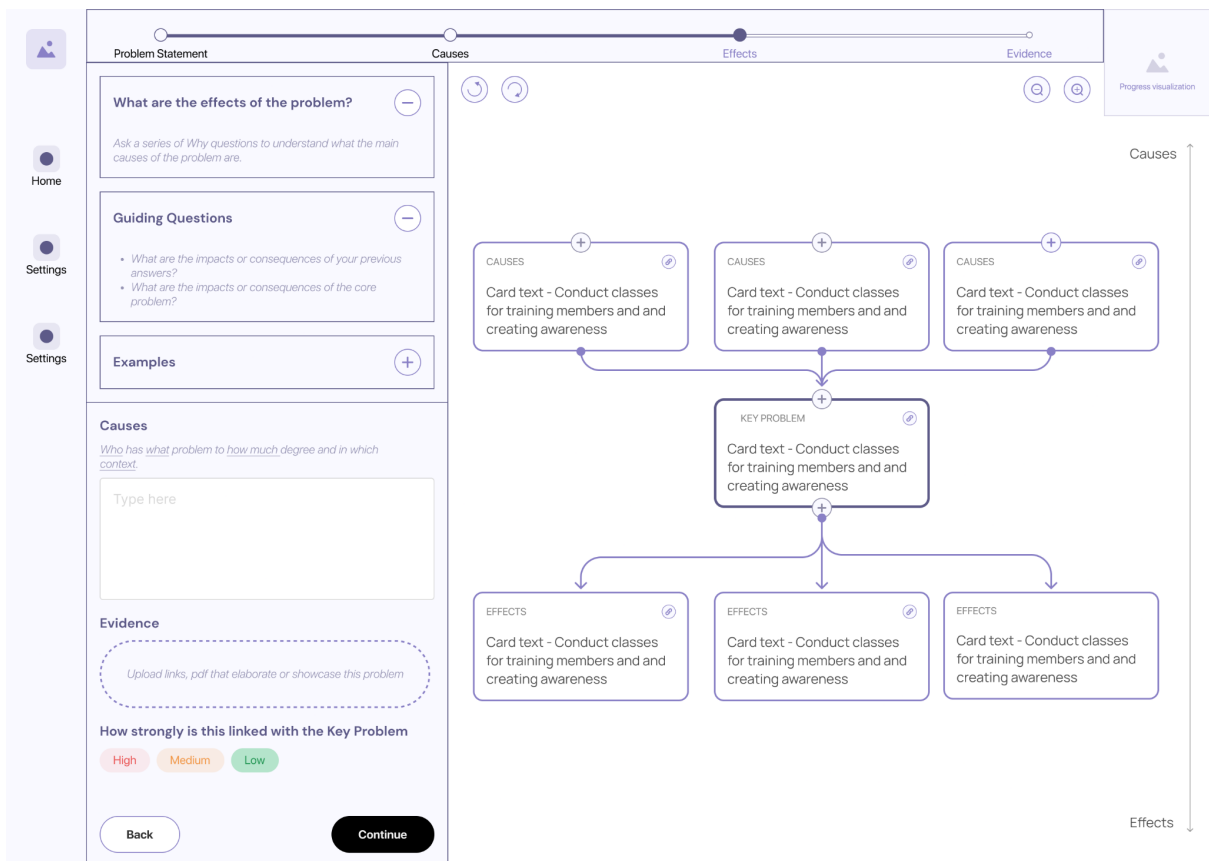 Problem Statement
Causes
Effects
Evidence
Progress visualization
Home
Settings
Settings
What are the effects of the problem?
Ask a series of Why questions to understand what the main
causes of the problem are.
Guiding Questions
• What are the impacts or consequences of your previous
answers?
• What are the impacts or consequences of the core
problem?
Examples
Causes
Who has what problem to how much degree and in which
context.
Type here
Evidence
Upload links, pdf that elaborate or showcase this problem
How strongly is this linked with the Key Problem
High
Medium
Low
Back
Continue
Causes
CAUSES
Card text - Conduct classes
for training members and and
creating awareness
CAUSES
Card text - Conduct classes
for training members and and
creating awareness
CAUSES
Card text - Conduct classes
for training members and and
creating awareness
KEY PROBLEM
Card text - Conduct classes
for training members and and
creating awareness
EFFECTS
Card text - Conduct classes
for training members and and
creating awareness
EFFECTS
Card text - Conduct classes
for training members and and
creating awareness
EFFECTS
Card text - Conduct classes
for training members and and
creating awareness
Effects